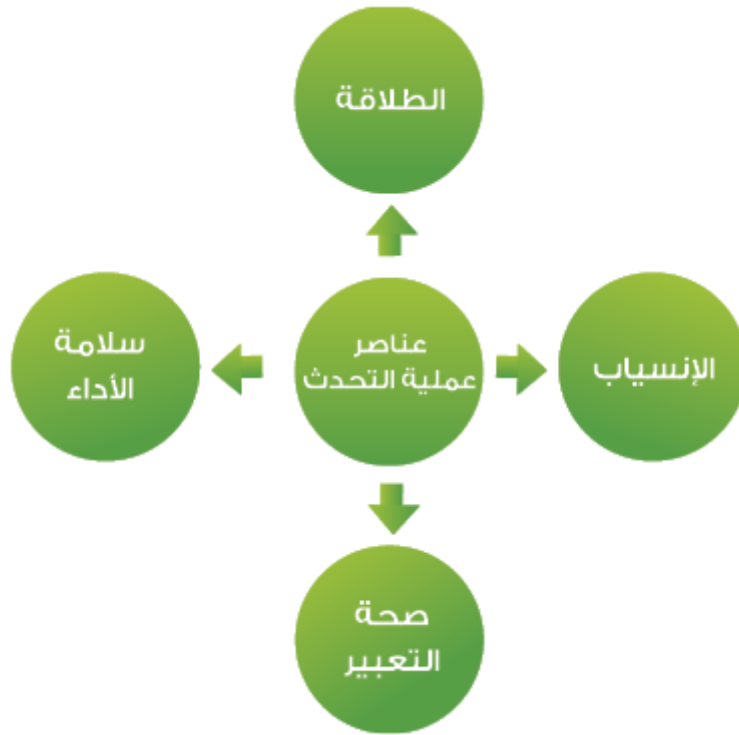 الطلاقة
عناصر
عملية التحدث
الإنسياب
سلامة
الأداء
صحة
التعبير